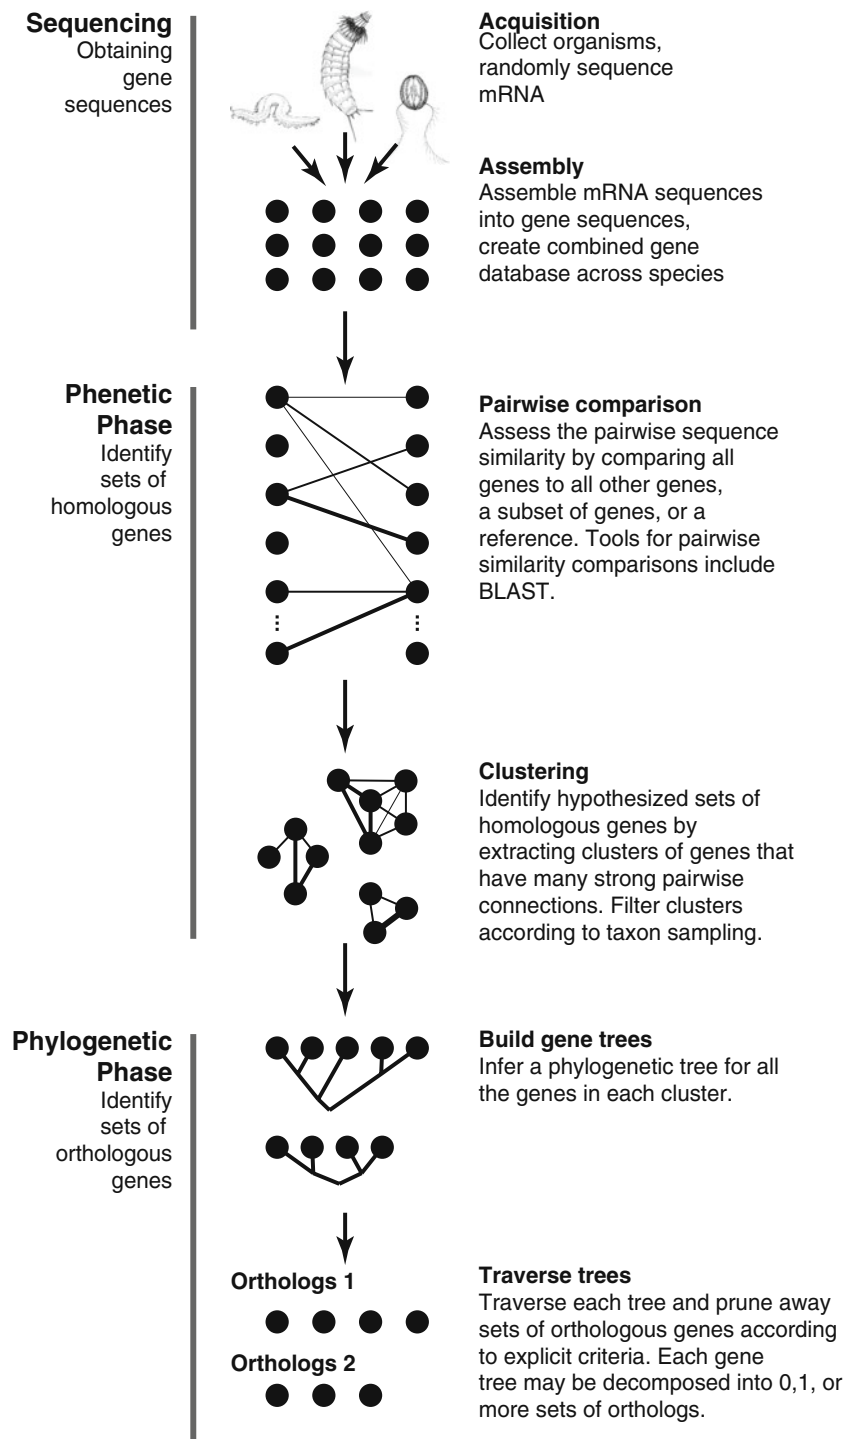 Sequencing
Obtaining
gene
sequences
Acquisition
Collect organisms,
randomly sequence
mRNA
Assembly
Assemble mRNA sequences
into gene sequences,
create combined gene
database across species
Phenetic
Phase
Identify
sets of
homologous
genes
Pairwise comparison
Assess the pairwise sequence
similarity by comparing all
genes to all other genes,
a subset of genes, or a
reference. Tools for pairwise
similarity comparisons include
BLAST.
Clustering
Identify hypothesized sets of
homologous genes by
extracting clusters of genes that
have many strong pairwise
connections. Filter clusters
according to taxon sampling.
Phylogenetic
Phase
Identify
sets of
orthologous
genes
Build gene trees
Infer a phylogenetic tree for all
the genes in each cluster.
Orthologs 1
Orthologs 2
Traverse trees
Traverse each tree and prune away
sets of orthologous genes according
to explicit criteria. Each gene
tree may be decomposed into 0,1, or
more sets of orthologs.